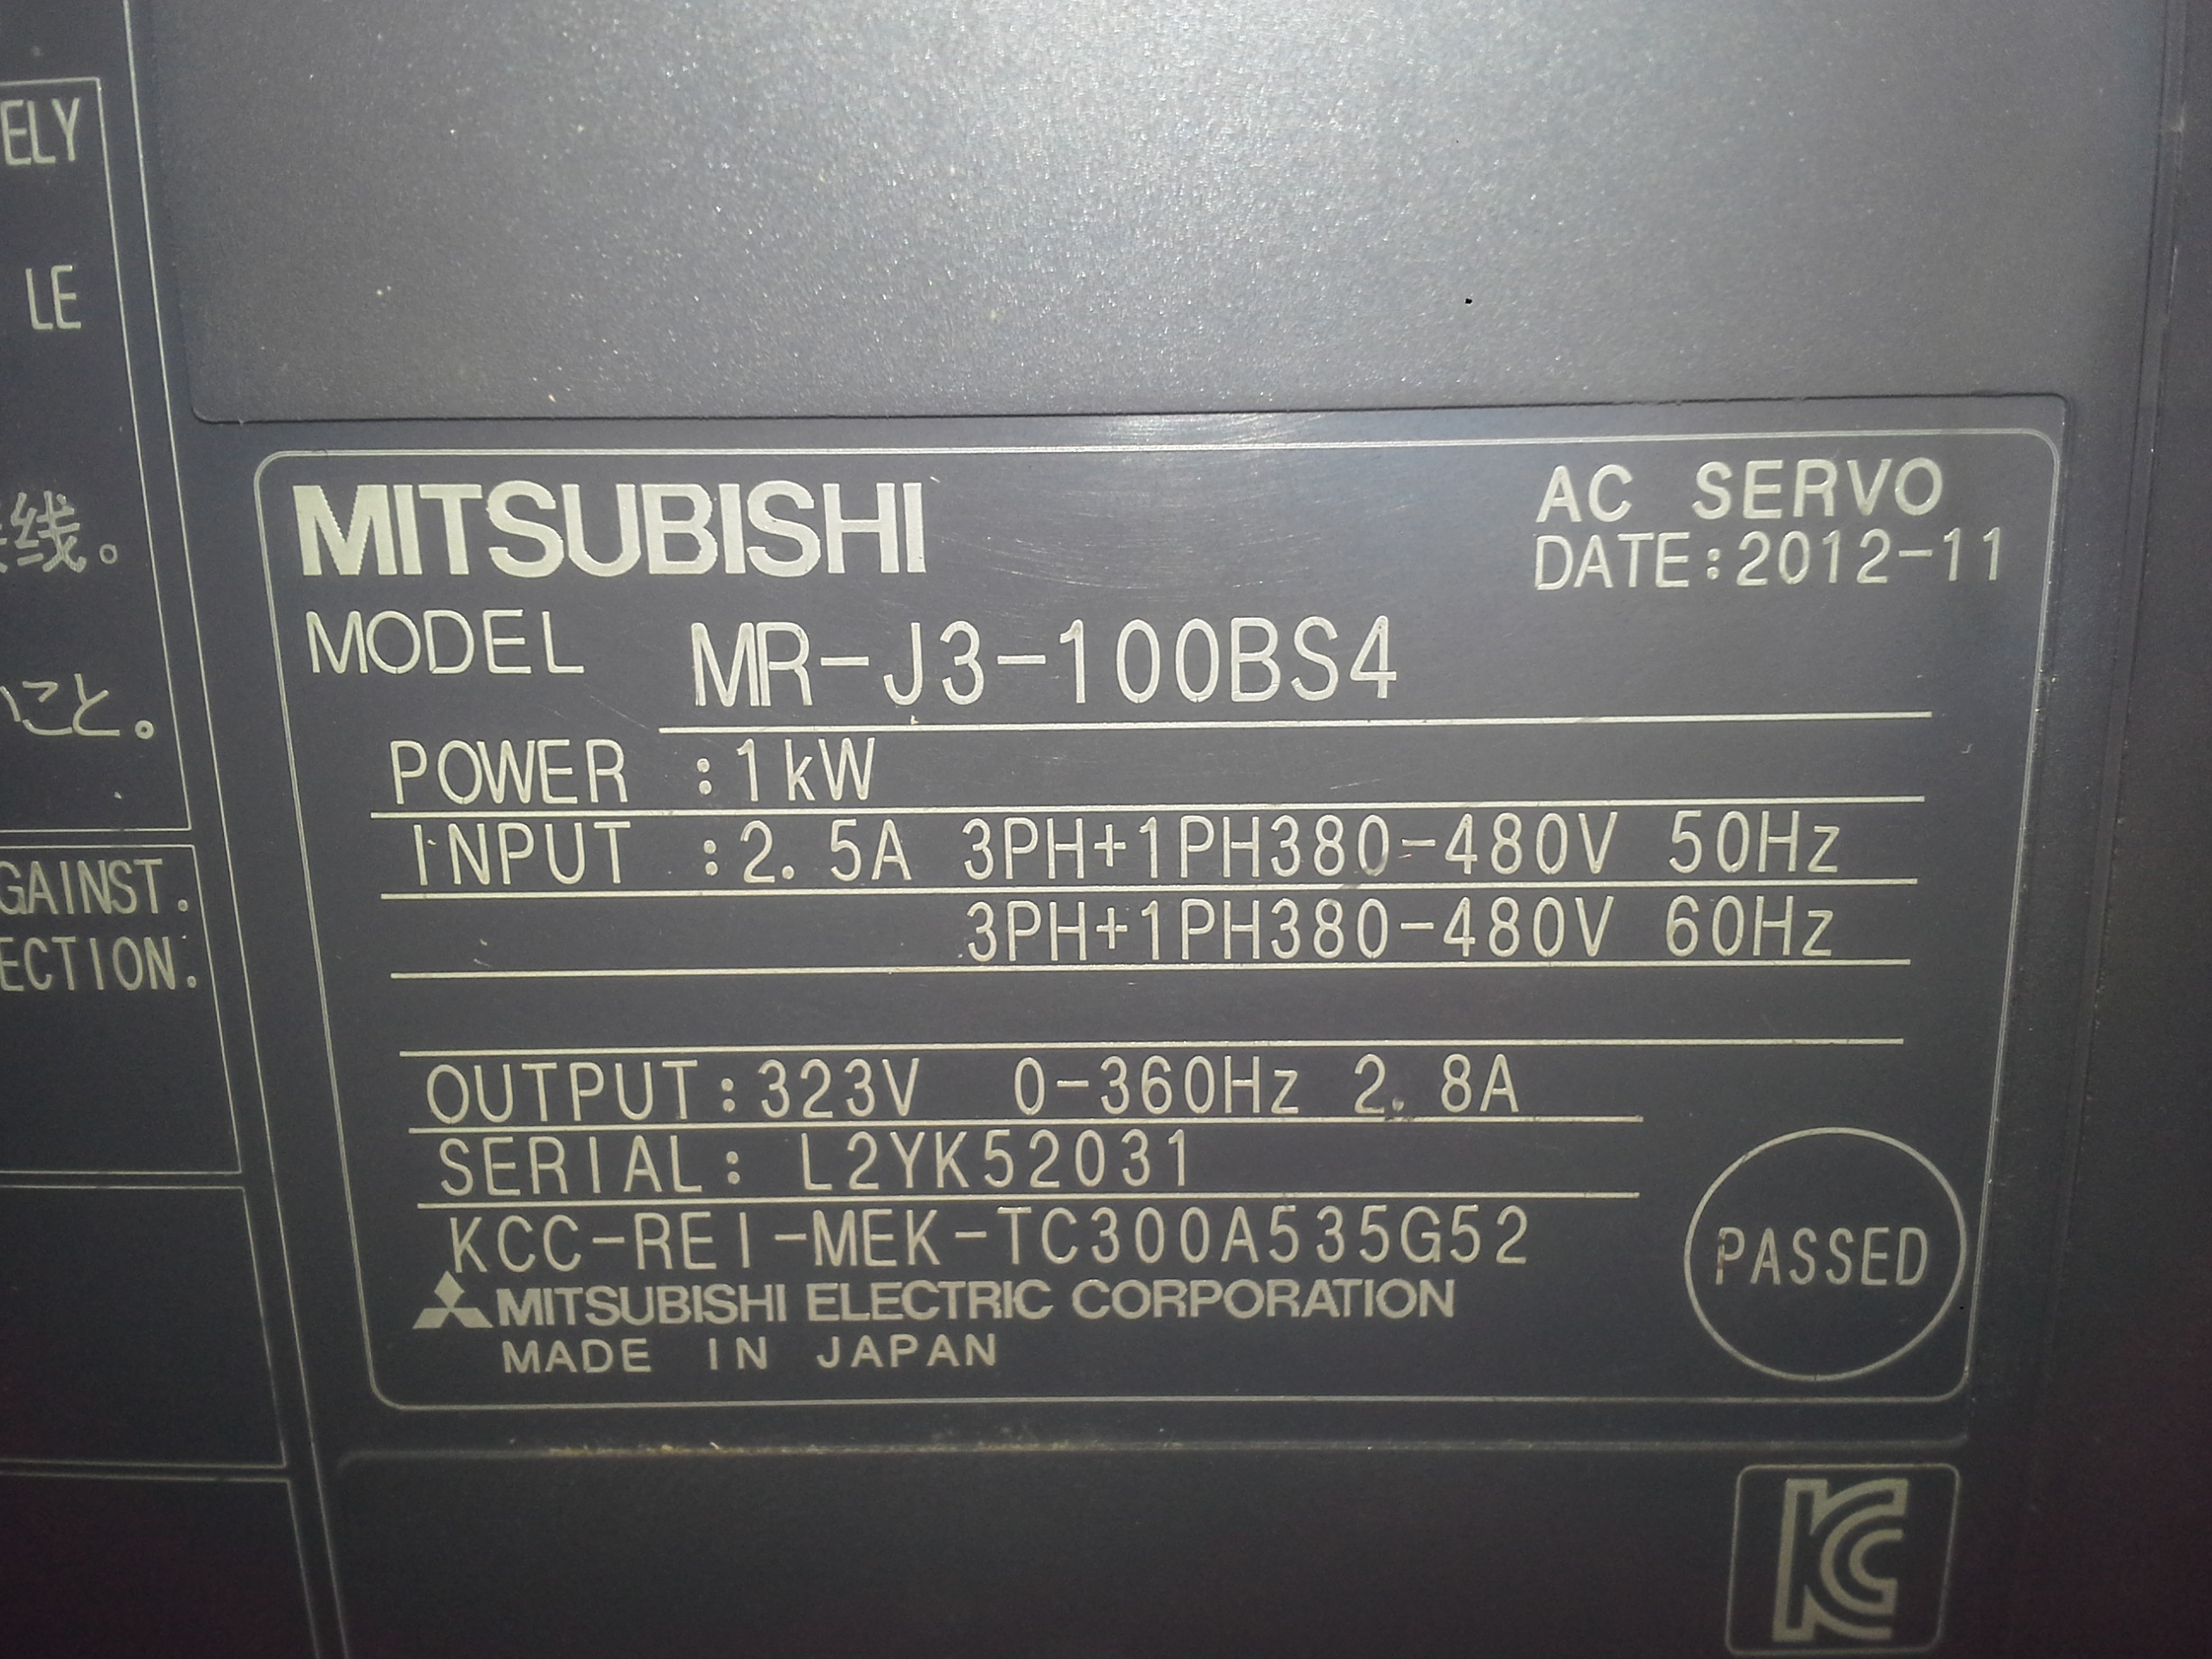 ELY
LE
线。
こと。
GAINST.
ECTION.
MITSUBISHI
AC SERVO
DATE:2012-11
MODEL MR-J3-100BS4
POWER :1kW
INPUT :2.5A 3PH+1PH380-480V 50Hz
3PH+1PH380-480V 60Hz
OUTPUT:323V 0-360Hz 2.8A
SERIAL: L2YK52031
KCC-REI-MEK-TC300A535G52
MITSUBISHI ELECTRIC CORPORATION
MADE IN JAPAN
PASSED
KC